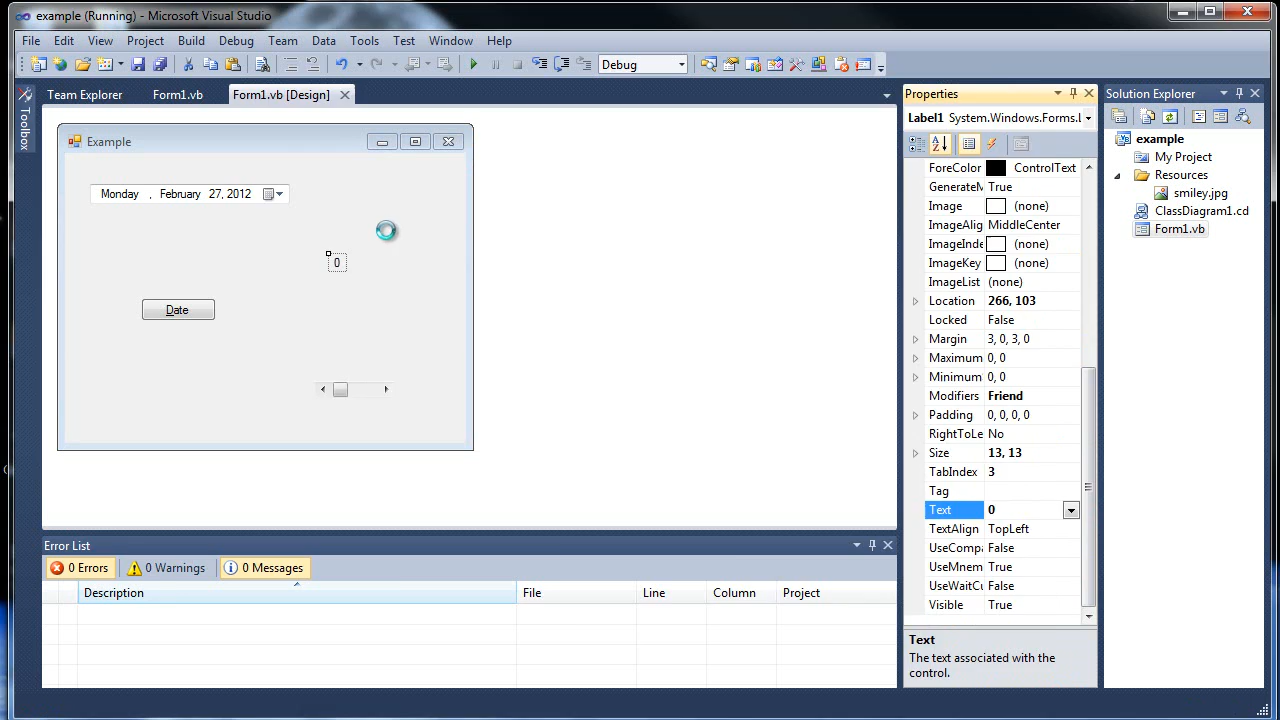 example (Running) - Microsoft Visual Studio
File Edit View Project Build Debug Team Data Tools Test Window Help
Debug
Team Explorer Form1.vb Form1.vb [Design]
Toolbox
Example
Monday , February 27, 2012
0
Date
Properties
Label1 System.Windows.Forms.L
ForeColor ControlText
GenerateM True
Image (none)
ImageAlig MiddleCenter
ImageInde (none)
ImageKey (none)
ImageList (none)
Location 266, 103
Locked False
Margin 3, 0, 3, 0
Maximum 0, 0
Minimum 0, 0
Modifiers Friend
Padding 0, 0, 0, 0
RightToLe No
Size 13, 13
TabIndex 3
Tag
Text 0
TextAlign TopLeft
UseCompa False
UseMnem True
UseWaitCu False
Visible True
Text
The text associated with the
control.
Solution Explorer
example
My Project
Resources
smiley.jpg
ClassDiagram1.cd
Form1.vb
Error List
0 Errors 0 Warnings 0 Messages
Description File Line Column Project